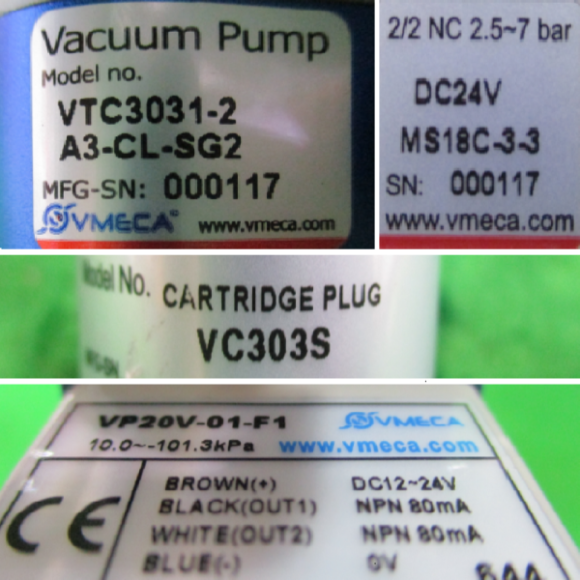 Vacuum Pump
Model no.
VTC3031-2
A3-CL-SG2
MFG-SN: 000117
VMECA® www.vmeca.com
2/2 NC 2.5~7 bar
DC24V
MS18C-3-3
SN: 000117
www.vmeca.com
Model No. CARTRIDGE PLUG
VC303S
MFG-SN
VP20V-01-F1 VMECA
10.0~-101.3kPa www.vmeca.com
CE
BROWN(+) DC12~24V
BLACK(OUT1) NPN 80mA
WHITE(OUT2) NPN 80mA
BLUE(-) 0V